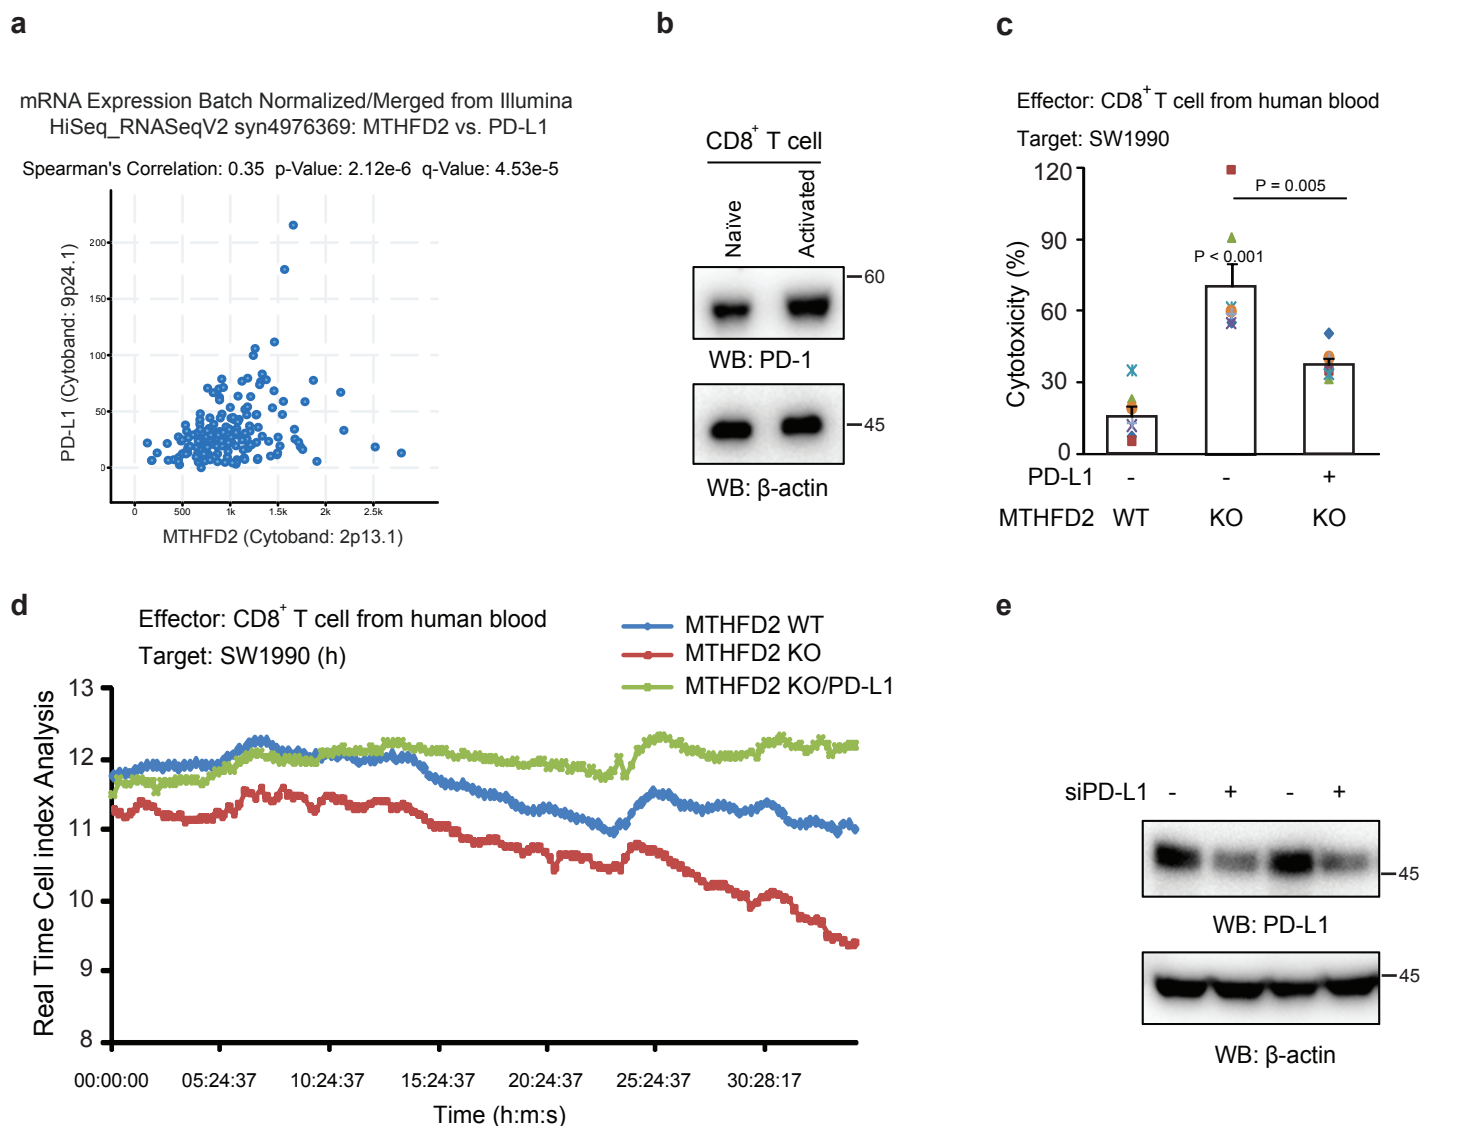 a
mRNA Expression Batch Normalized/Merged from Illumina
HiSeq_RNASeqV2 syn4976369: MTHFD2 vs. PD-L1
Spearman's Correlation: 0.35 p-Value: 2.12e-6 q-Value: 4.53e-5
PD-L1 (Cytoband: 9p24.1)
200
150
100
50
0
0 500 1k 1.5k 2k 2.5k
MTHFD2 (Cytoband: 2p13.1)
b
CD8+ T cell
Naïve
Activated
60
WB: PD-1
45
WB: β-actin
c
Effector: CD8+ T cell from human blood
Target: SW1990
Cytotoxicity (%)
120
90
60
30
0
P = 0.005
P < 0.001
PD-L1 - - +
MTHFD2 WT KO KO
d
Effector: CD8+ T cell from human blood
Target: SW1990 (h)
MTHFD2 WT
MTHFD2 KO
MTHFD2 KO/PD-L1
Real Time Cell index Analysis
13
12
11
10
9
8
00:00:00 05:24:37 10:24:37 15:24:37 20:24:37 25:24:37 30:28:17
Time (h:m:s)
e
siPD-L1 - + - +
45
WB: PD-L1
45
WB: β-actin